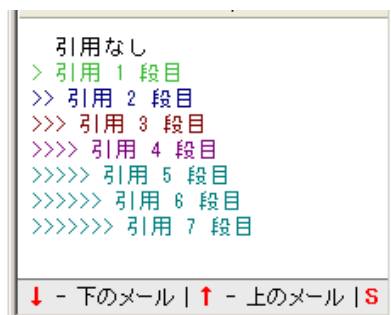 引用なし
> 引用 1 段目
>> 引用 2 段目
>>> 引用 3 段目
>>>> 引用 4 段目
>>>>> 引用 5 段目
>>>>>> 引用 6 段目
>>>>>>> 引用 7 段目
↓ - 下のメール | ↑ - 上のメール | S